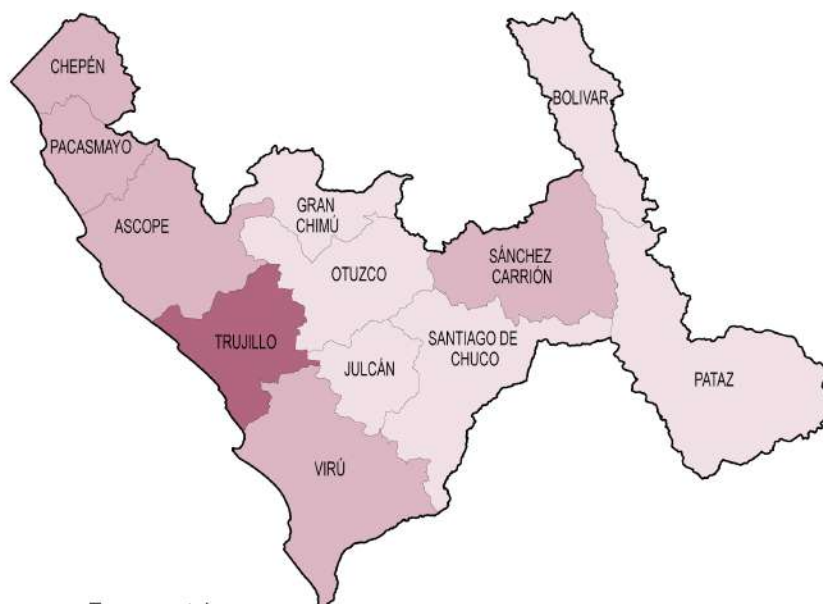 CHEPÉN
BOLIVAR
PACASMAYO
GRAN
CHIMÚ
ASCOPE
SÁNCHEZ
CARRIÓN
OTUZCO
TRUJILLO
SANTIAGO DE
CHUCO
JULCÁN
PATAZ
VIRÚ